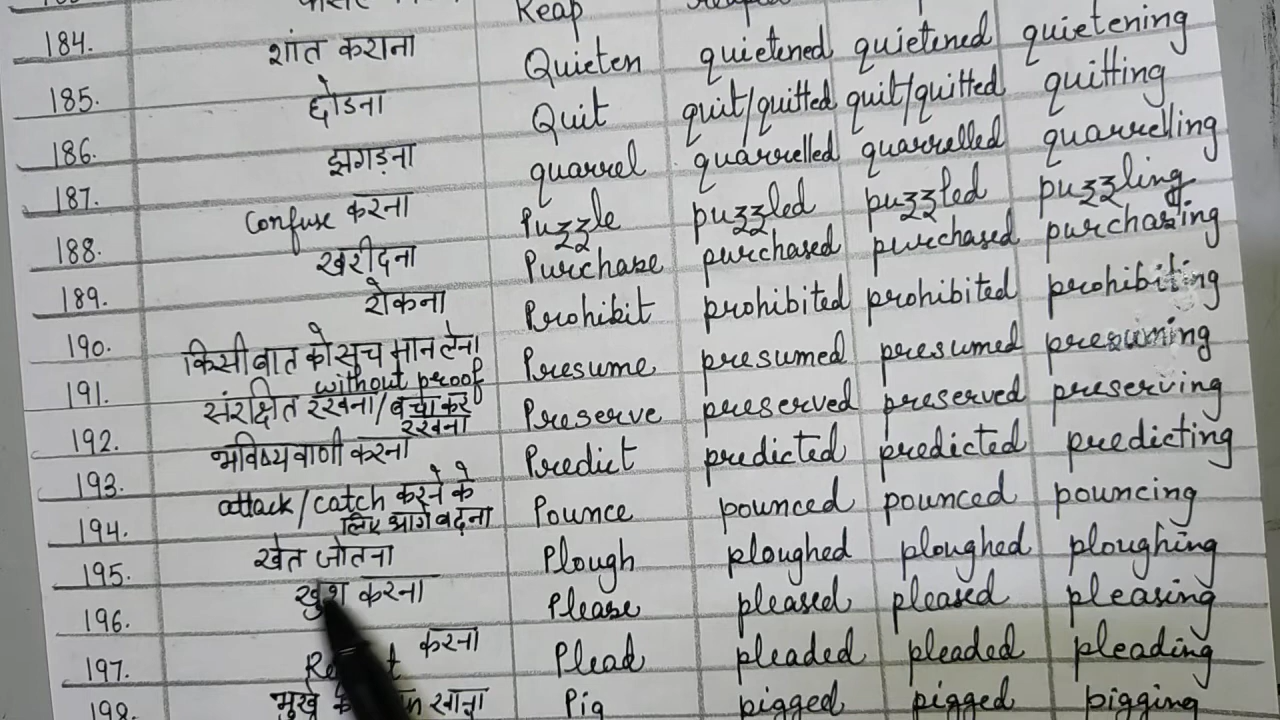 Reap
184. शांत कराना Quieten quietened quietened quietening
185. छोडना Quit quit/quitted quit/quitted quitting
186. झगड़ना quarrel quarrelled quarrelled quarrelling
187. Confuse करना Puzzle puzzled puzzled puzzling
188. खरीदना Purchase purchased purchased purchasing
189. रोकना Prohibit prohibited prohibited prohibiting
190. किसी बात को सच मान लेना Presume presumed presumed presuming
without proof
191. संरक्षित रखना/बचा कर Preserve preserved preserved preserving
रखना
192. भविष्यवाणी करना Predict predicted predicted predicting
193. attack/catch करने के Pounce pounced pounced pouncing
लिए आगे बढ़ना
194. खेत जोतना Plough ploughed ploughed ploughing
195. खुश करना Please pleased pleased pleasing
196. करना Plead pleaded pleaded pleading
197. भूखे खाना Pig pigged pigged pigging
198.